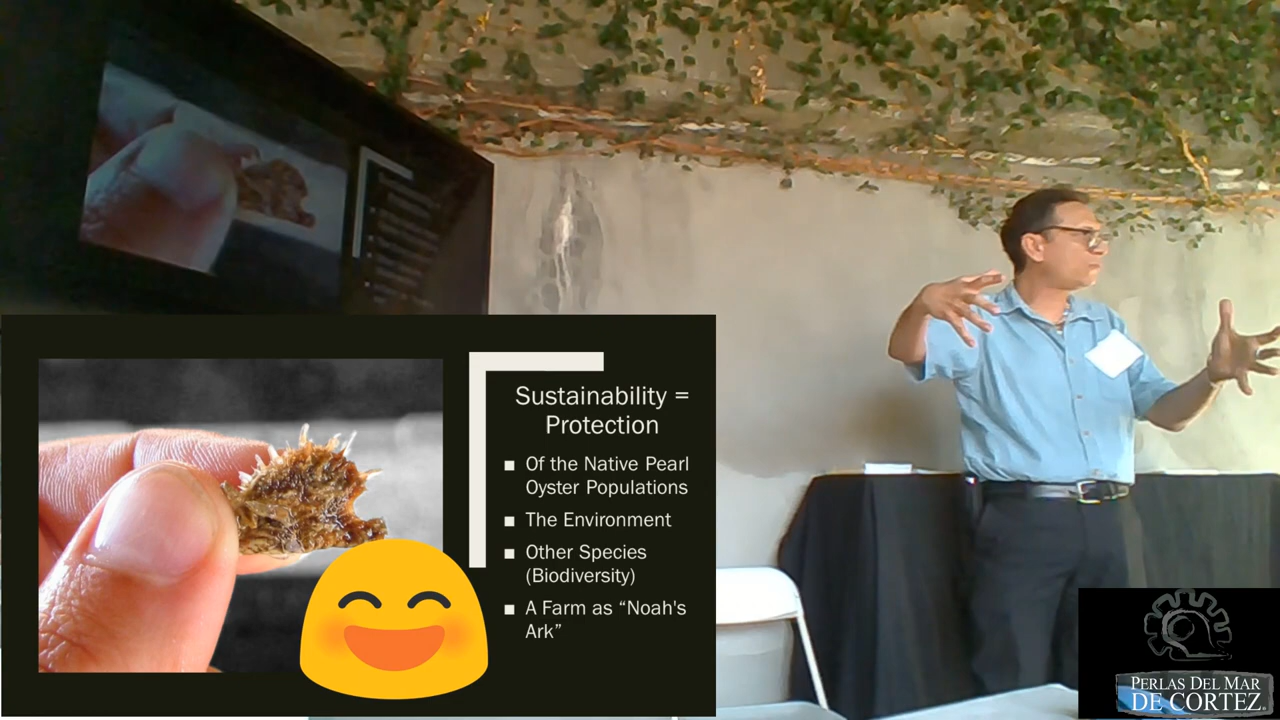 Sustainability =
Protection
■ Of the Native Pearl
Oyster Populations
■ The Environment
■ Other Species
(Biodiversity)
■ A Farm as “Noah's
Ark”
PERLAS DEL MAR
DE CORTEZ